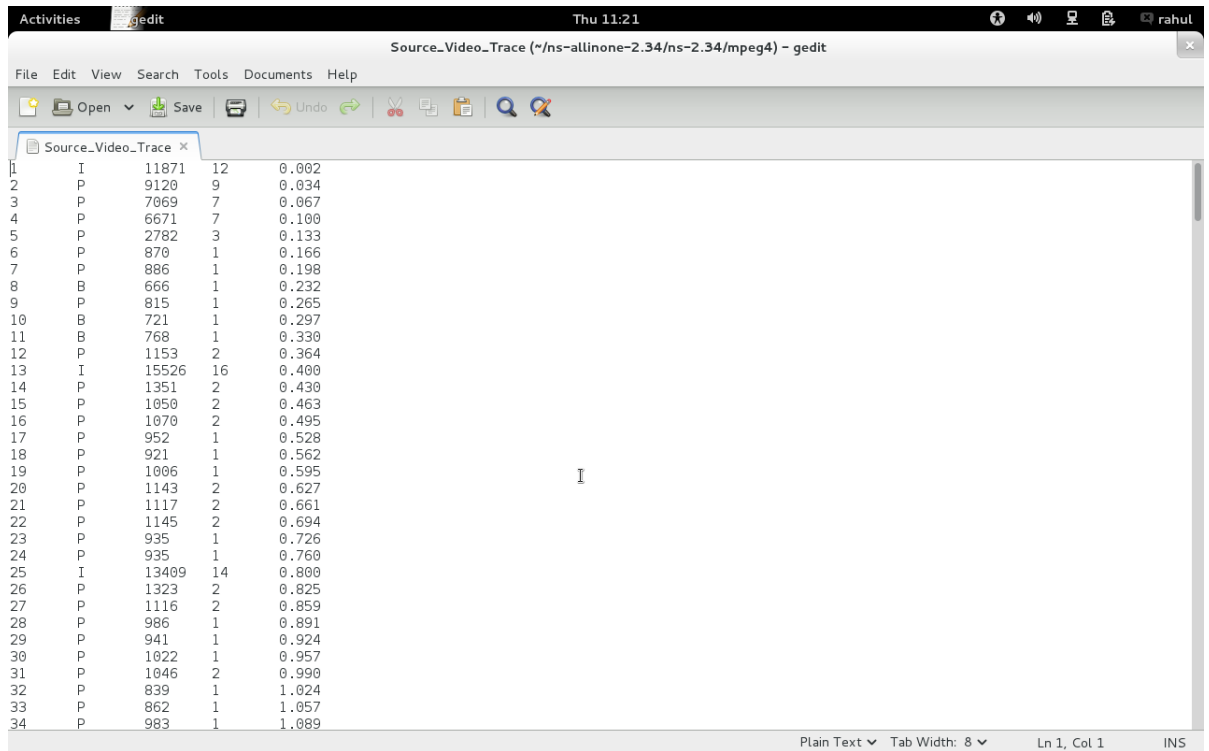 Activities gedit Thu 11:21 rahul
Source_Video_Trace (~/ns-allinone-2.34/ns-2.34/mpeg4) – gedit
File Edit View Search Tools Documents Help
Open Save Undo
Source_Video_Trace
1 I 11871 12 0.002
2 P 9120 9 0.034
3 P 7069 7 0.067
4 P 6671 7 0.100
5 P 2782 3 0.133
6 P 870 1 0.166
7 P 886 1 0.198
8 B 666 1 0.232
9 P 815 1 0.265
10 B 721 1 0.297
11 B 768 1 0.330
12 P 1153 2 0.364
13 I 15526 16 0.400
14 P 1351 2 0.430
15 P 1050 2 0.463
16 P 1070 2 0.495
17 P 952 1 0.528
18 P 921 1 0.562
19 P 1006 1 0.595
20 P 1143 2 0.627
21 P 1117 2 0.661
22 P 1145 2 0.694
23 P 935 1 0.726
24 P 935 1 0.760
25 I 13409 14 0.800
26 P 1323 2 0.825
27 P 1116 2 0.859
28 P 986 1 0.891
29 P 941 1 0.924
30 P 1022 1 0.957
31 P 1046 2 0.990
32 P 839 1 1.024
33 P 862 1 1.057
34 P 983 1 1.089
Plain Text Tab Width: 8 Ln 1, Col 1 INS